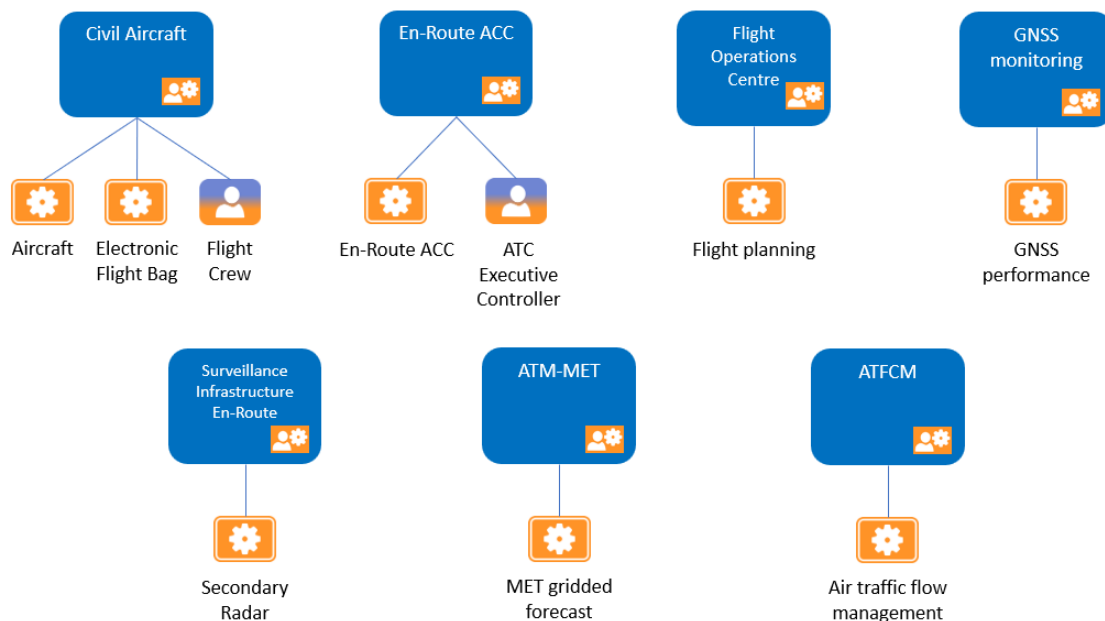 Civil Aircraft
En-Route ACC
Flight
Operations
Centre
GNSS
monitoring
Aircraft
Electronic
Flight Bag
Flight
Crew
En-Route ACC
ATC
Executive
Controller
Flight planning
GNSS
performance
Surveillance
Infrastructure
En-Route
ATM-MET
ATFCM
Secondary
Radar
MET gridded
forecast
Air traffic flow
management